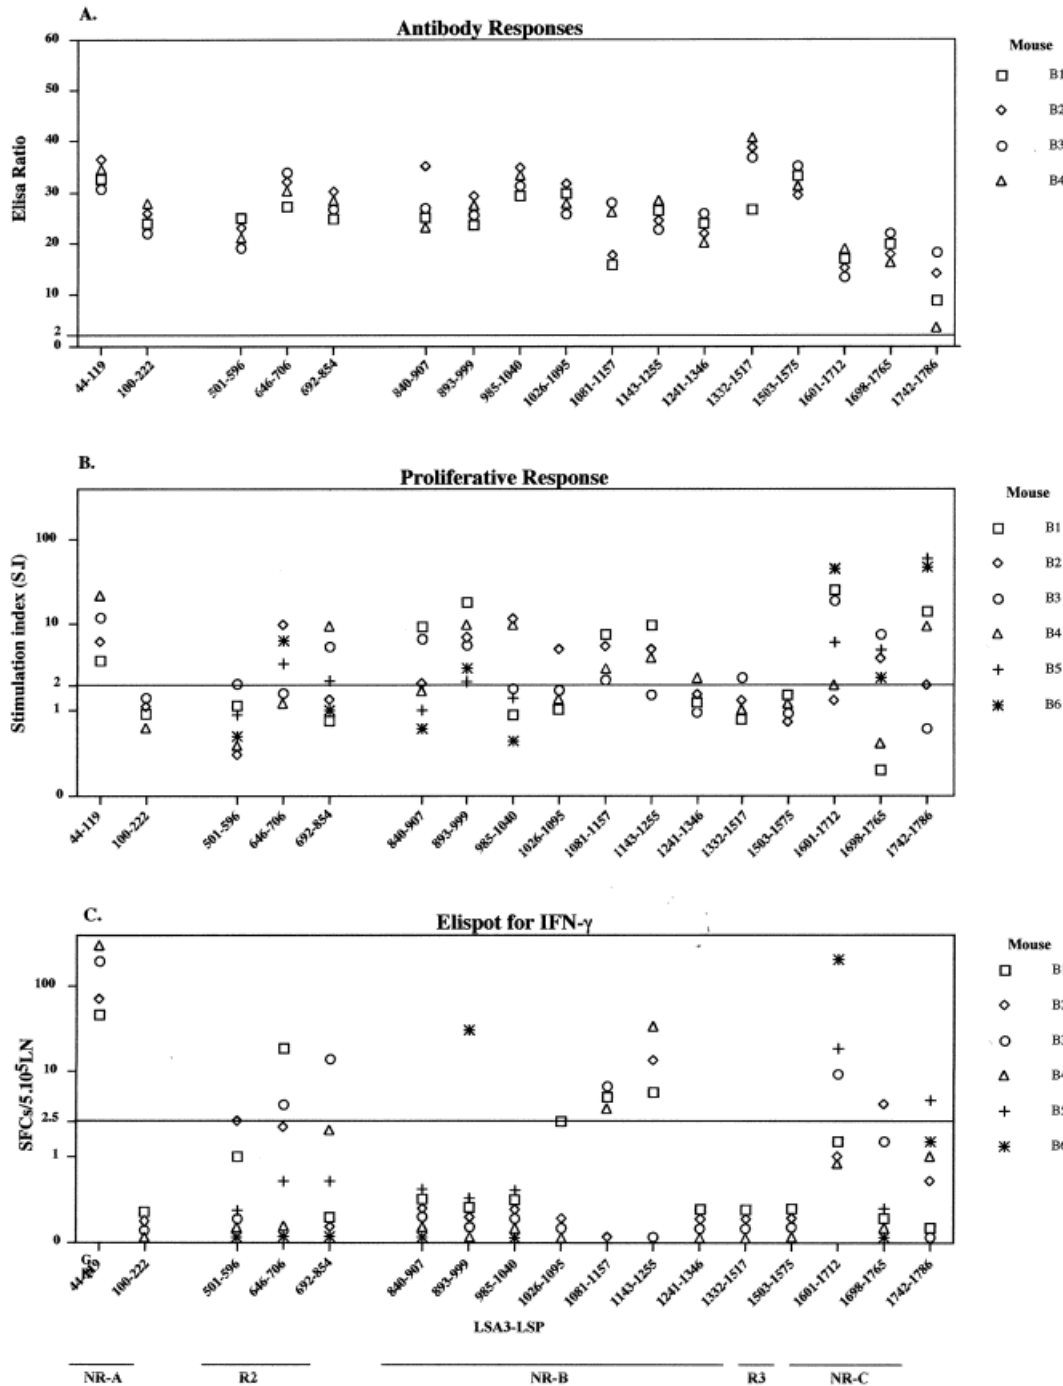 A.
Antibody Responses
60
50
40
30
20
10
2
0
Elisa Ratio
44-119
100-222
501-596
646-706
692-854
840-907
893-999
985-1040
1026-1095
1081-1157
1143-1255
1241-1346
1332-1517
1503-1575
1601-1712
1698-1765
1742-1786
Mouse
B1
B2
B3
B4
B.
Proliferative Response
100
10
2
1
0
Stimulation index (S.I)
44-119
100-222
501-596
646-706
692-854
840-907
893-999
985-1040
1026-1095
1081-1157
1143-1255
1241-1346
1332-1517
1503-1575
1601-1712
1698-1765
1742-1786
Mouse
B1
B2
B3
B4
B5
B6
C.
Elispot for IFN-γ
100
10
2.5
1
0
SFCs/5.10⁵LN
44-119
100-222
501-596
646-706
692-854
840-907
893-999
985-1040
1026-1095
1081-1157
1143-1255
1241-1346
1332-1517
1503-1575
1601-1712
1698-1765
1742-1786
LSA3-LSP
Mouse
B
B2
B3
B4
B5
B6
NR-A
R2
NR-B
R3
NR-C